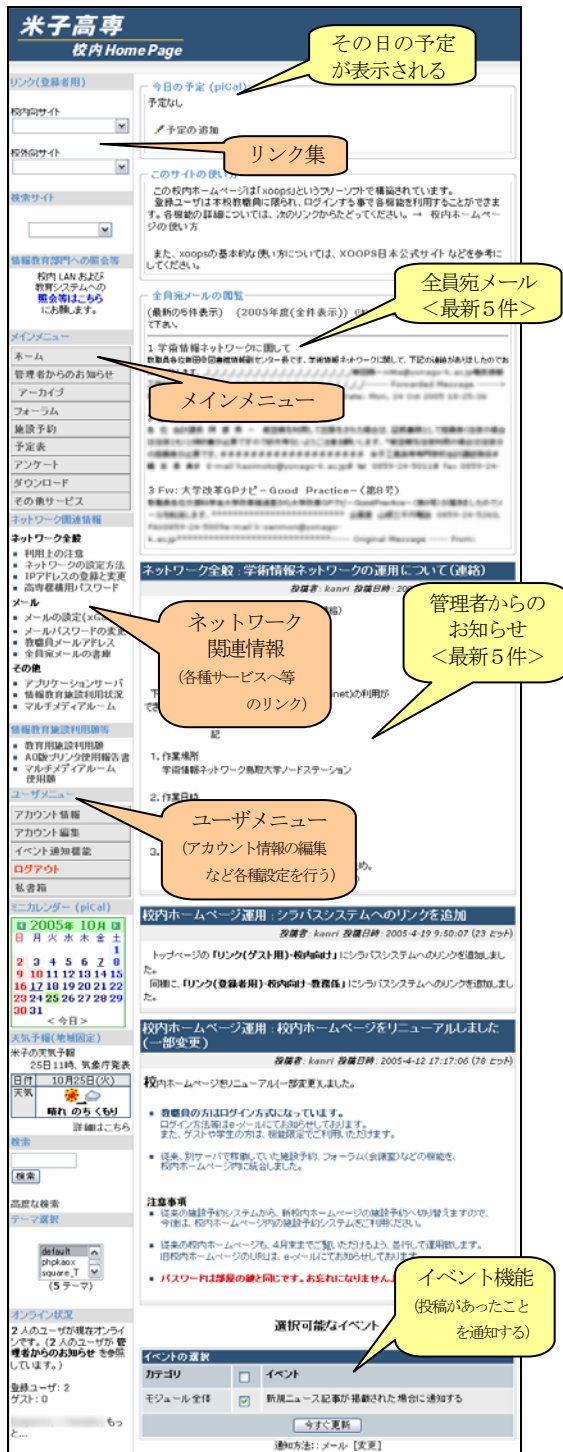 米子高専
校内 Home Page
その日の予定
が表示される
リンク(登録者用)
校内向サイト
校外向サイト
リンク集
検索サイト
情報教育部門への照会等
校内 LAN および
教育システムへの
照会等はこちら
にお願します。
今日の予定 (piCal)
予定なし
予定の追加
このサイトの使い方
この校内ホームページは「xoops」というフリーソフトで構築されています。
登録ユーザは本校教職員に限られ、ログインする事で各機能を利用することができま
す。各機能の詳細については、次のリンクからたどってください。→ 校内ホームペー
ジの使い方
また、xoopsの基本的な使い方については、XOOPS日本公式サイト などを参考に
してください。
全員宛メール
<最新5件>
全員宛メールの閲覧
(最新の5件表示) (2005年度(全件表示))
て下さい。
1 学術情報ネットワークに関して
3 Fw: 大学改革GPナビーGood Practice-(第8号)
メインメニュー
ホーム
管理者からのお知らせ
アーカイブ
フォーラム
施設予約
予定表
アンケート
ダウンロード
その他サービス
メインメニュー
ネットワーク関連情報
ネットワーク全般
利用上の注意
ネットワークの設定方法
IPアドレスの登録と変更
高専機構用パスワード
メール
メールの設定(xGa
メールパスワードの変更
教職員メールアドレス
全員宛メールの書庫
その他
アプリケーションサーバ
情報教育施設利用状況
マルチメディアルーム
ネットワーク
関連情報
(各種サービスへ等
のリンク)
情報教育施設利用願等
教育用施設利用願
A0版プリンタ使用報告書
マルチメディアルーム
使用願
ネットワーク全般 : 学術情報ネットワークの運用について(連絡)
投稿者: kanri 投稿日時: 20
管理者からの
お知らせ
<最新5件>
net)の利用が
記
1. 作業場所
学術情報ネットワーク鳥取大学ノードステーション
2. 作業日時
3.
ユーザメニュー
アカウント情報
アカウント編集
イベント通知機能
ログアウト
私書箱
ユーザメニュー
(アカウント情報の編集
など各種設定を行う)
ミニカレンダー (piCal)
2005年 10月
日 月 火 水 木 金 土
1
2 3 4 5 6 7 8
9 10 11 12 13 14 15
16 17 18 19 20 21 22
23 24 25 26 27 28 29
30 31
<今日>
校内ホームページ運用 : シラバスシステムへのリンクを追加
投稿者: kanri 投稿日時: 2005-4-19 9:50:07 (23 ヒット)
トップページの「リンク(ゲスト用)-校内向け」にシラバスシステムへのリンクを追加しまし
た。
同様に、「リンク(登録者用)-校内向け-教務係」にシラバスシステムへのリンクを追加しまし
た。
天気予報(地域固定)
米子の天気予報
25日11時、気象庁発表
日付 10月25日(火)
天気
晴れ のち くもり
詳細はこちら
検索
検索
高度な検索
テーマ選択
default
phpkaox
square_T
(5 テーマ)
オンライン状況
2 人のユーザが現在オンライ
ンです。(2 人のユーザが 管
理者からのお知らせ を参照
しています。)
登録ユーザ: 2
ゲスト: 0
もっ
と...
校内ホームページ運用 : 校内ホームページをリニューアルしました
(一部変更)
投稿者: kanri 投稿日時: 2005-4-12 17:17:06 (78 ヒット)
校内ホームページをリニューアル(一部変更)しました。
教職員の方はログイン方式になっています。
ログイン方法等はe-メールにてお知らせしております。
また、ゲストや学生の方は、機能限定でご利用いただけます。
従来、別サーバで稼働していた施設予約、フォーラム(会議室)などの機能を、
校内ホームページ内に統合しました。
注意事項
従来の施設予約システムから、新校内ホームページの施設予約へ切り替えますので、
今後は、校内ホームページ内の施設予約システムをご利用ください。
従来の校内ホームページも、4月末までご覧いただけるよう、並行して運用致します。
旧校内ホームページのURLは、e-メールにてお知らせしております
パスワードは部屋の鍵と同じです。お忘れになりません
イベント機能
(投稿があったこと
を通知する)
選択可能なイベント
イベントの選択
カテゴリ イベント
モジュール全体 新規ニュース記事が掲載された場合に通知する
今すぐ更新
通知方法:: メール [変更]